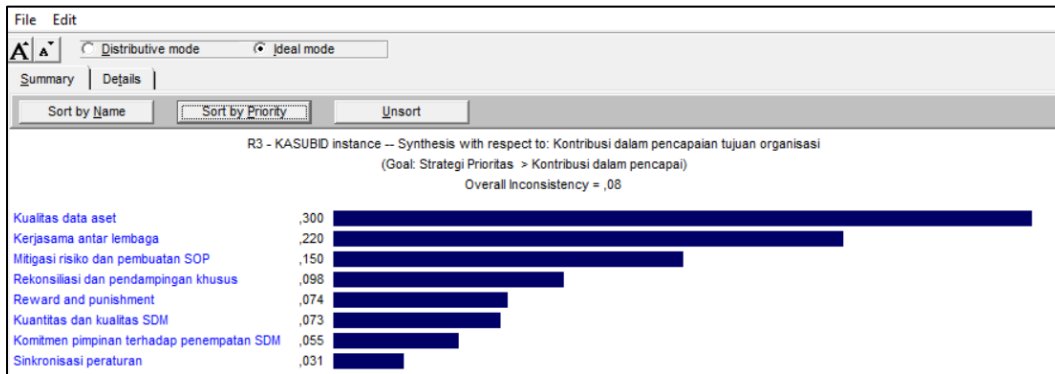 File Edit
A A Distributive mode Ideal mode
Summary Details
Sort by Name Sort by Priority Unsort
R3 - KASUBID instance -- Synthesis with respect to: Kontribusi dalam pencapaian tujuan organisasi
(Goal: Strategi Prioritas > Kontribusi dalam pencapai)
Overall Inconsistency = ,08
Kualitas data aset ,300
Kerjasama antar lembaga ,220
Mitigasi risiko dan pembuatan SOP ,150
Rekonsiliasi dan pendampingan khusus ,098
Reward and punishment ,074
Kuantitas dan kualitas SDM ,073
Komitmen pimpinan terhadap penempatan SDM ,055
Sinkronisasi peraturan ,031